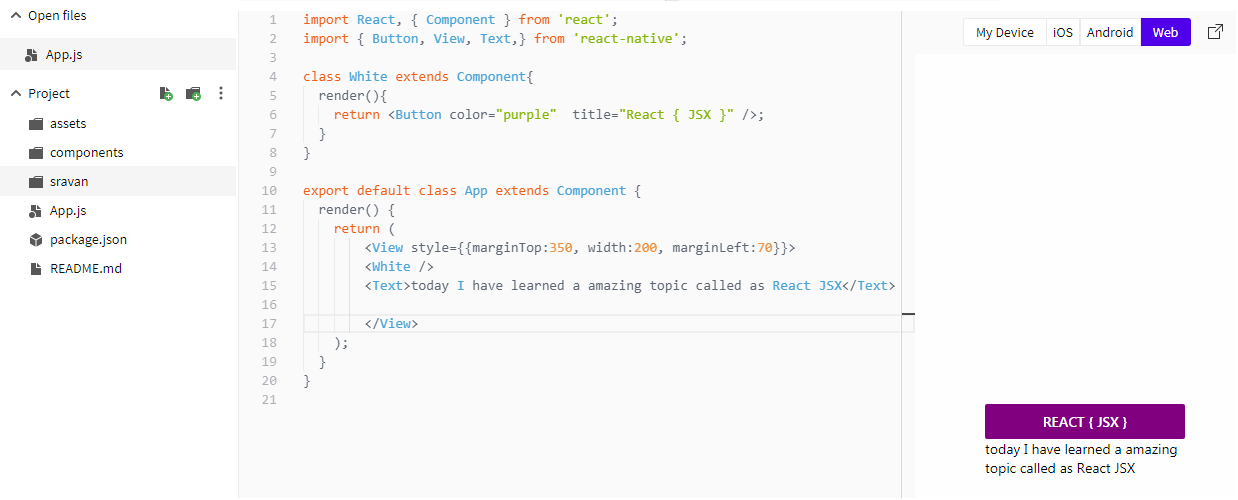 Open files
App.js
Project
assets
components
sravan
App.js
package.json
README.md
1 import React, { Component } from 'react';
2 import { Button, View, Text,} from 'react-native';
3
4 class White extends Component{
5   render(){
6     return <Button color="purple"  title="React { JSX }" />;
7   }
8 }
9
10 export default class App extends Component {
11   render() {
12     return (
13         <View style={{marginTop:350, width:200, marginLeft:70}}>
14         <White />
15         <Text>today I have learned a amazing topic called as React JSX</Text>
16
17         </View>
18     );
19   }
20 }
21
My Device iOS Android Web
REACT { JSX }
today I have learned a amazing
topic called as React JSX